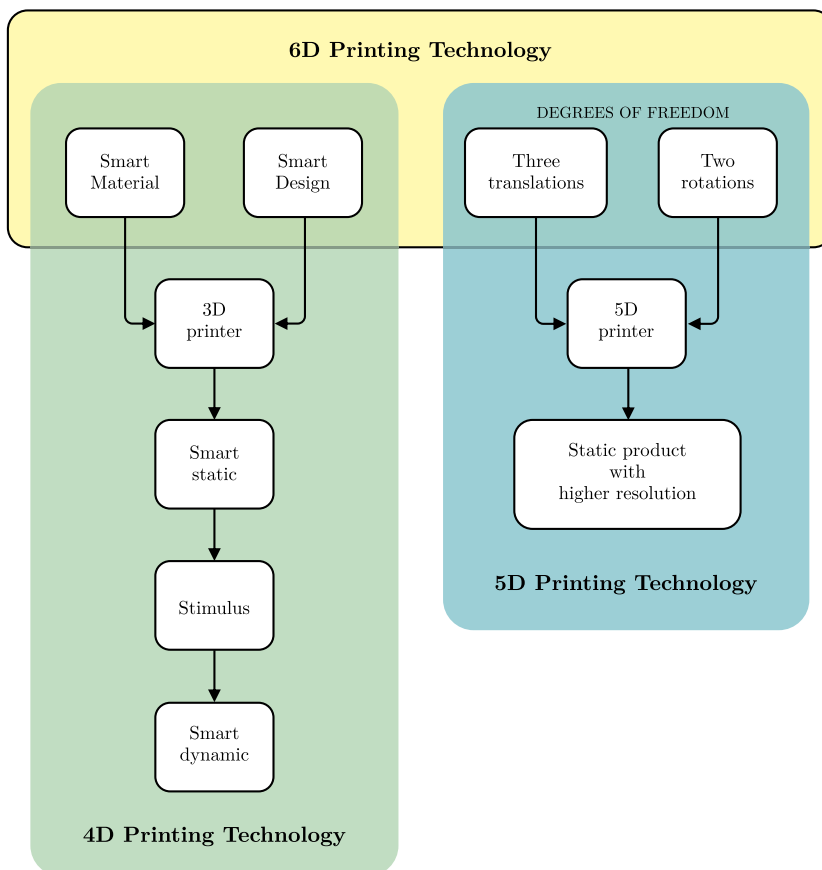 6D Printing Technology
DEGREES OF FREEDOM
Smart
Material
Smart
Design
Three
translations
Two
rotations
3D
printer
5D
printer
Smart
static
Static product
with
higher resolution
Stimulus
5D Printing Technology
Smart
dynamic
4D Printing Technology